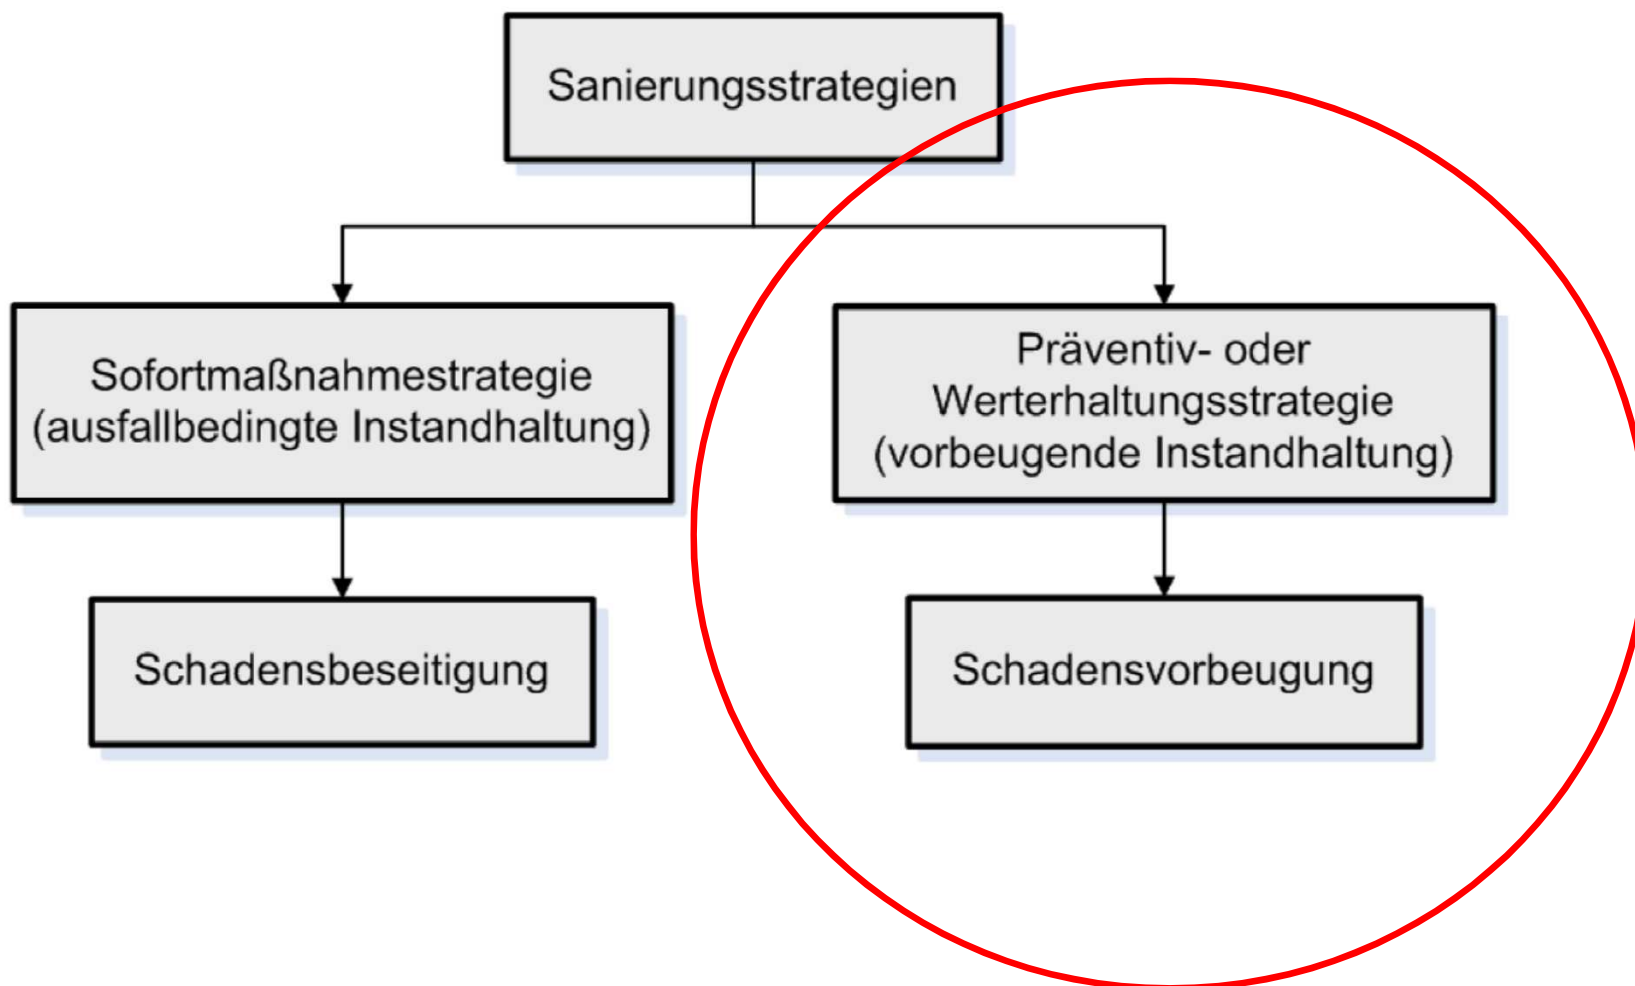 Sanierungsstrategien
Sofortmaßnahmestrategie
(ausfallbedingte Instandhaltung)
Präventiv- oder
Werterhaltungsstrategie
(vorbeugende Instandhaltung)
Schadensbeseitigung
Schadensvorbeugung